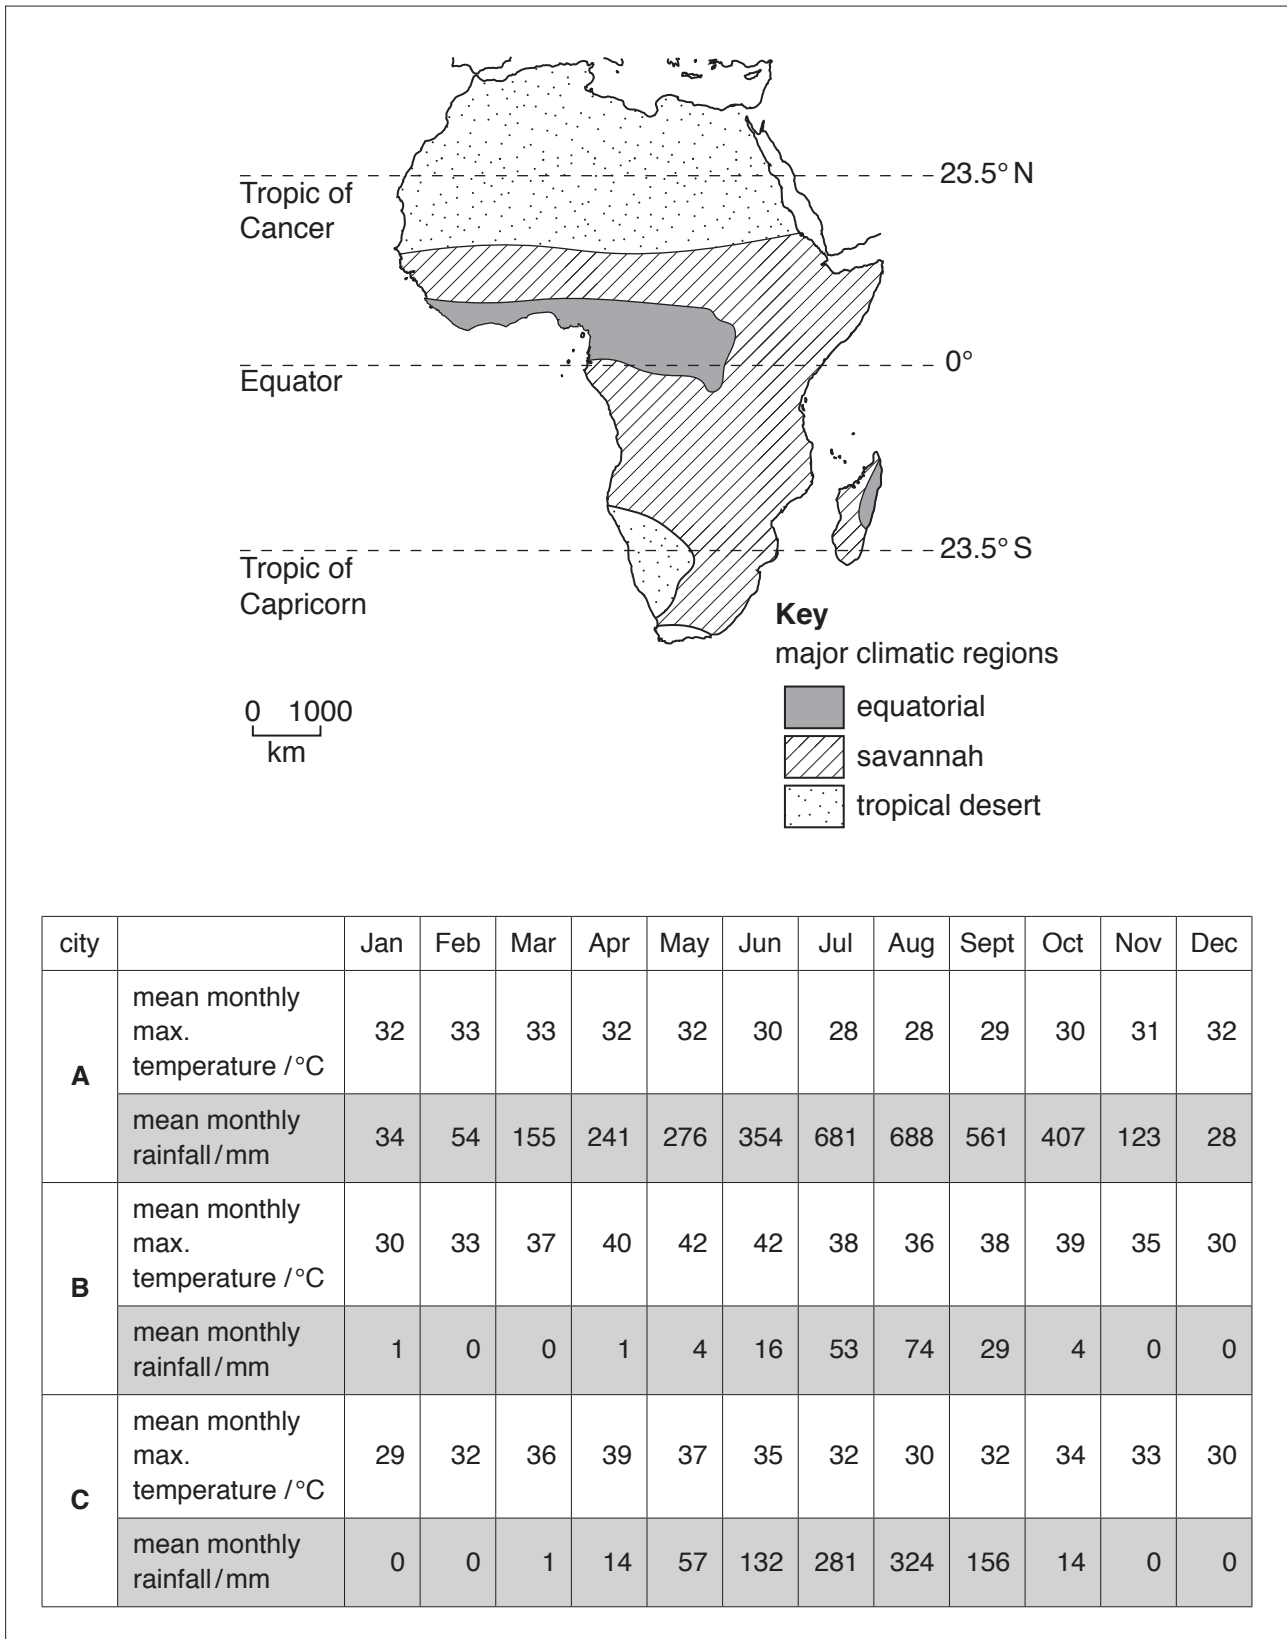 23.5° N
Tropic of
Cancer
0°
Equator
23.5° S
Tropic of
Capricorn
Key
major climatic regions
equatorial
savannah
tropical desert
0 1000
km
city Jan Feb Mar Apr May Jun Jul Aug Sept Oct Nov Dec
A
mean monthly
max.
temperature / °C
32 33 33 32 32 30 28 28 29 30 31 32
mean monthly
rainfall / mm
34 54 155 241 276 354 681 688 561 407 123 28
B
mean monthly
max.
temperature / °C
30 33 37 40 42 42 38 36 38 39 35 30
mean monthly
rainfall / mm
1 0 0 1 4 16 53 74 29 4 0 0
C
mean monthly
max.
temperature / °C
29 32 36 39 37 35 32 30 32 34 33 30
mean monthly
rainfall / mm
0 0 1 14 57 132 281 324 156 14 0 0